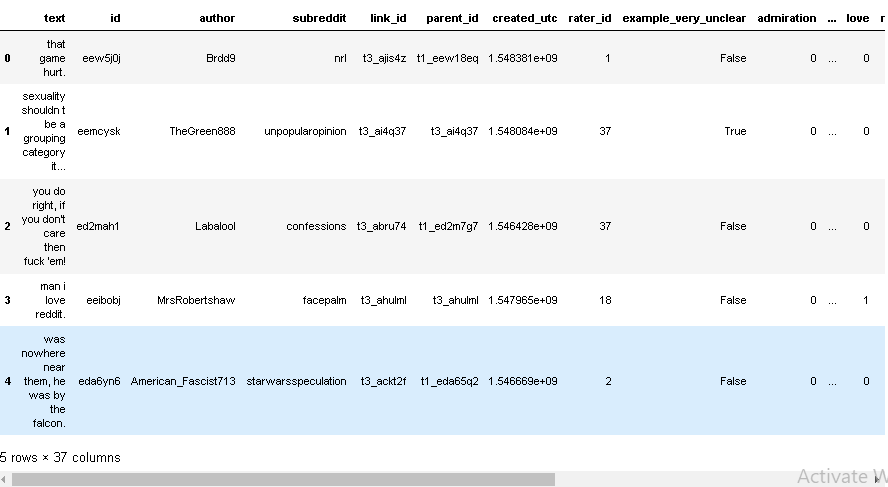 text id author subreddit link_id parent_id created_utc rater_id example_very_unclear admiration ... love r
that
0 game eew5j0j Brdd9 nrl t3_ajis4z t1_eew18eq 1.548381e+09 1 False 0 ... 0
hurt.
sexuality
shouldn t
be a
1 grouping eemcysk TheGreen888 unpopularopinion t3_ai4q37 t3_ai4q37 1.548084e+09 37 True 0 ... 0
category
it...
you do
right, if
2 you don't ed2mah1 Labalool confessions t3_abru74 t1_ed2m7g7 1.546428e+09 37 False 0 ... 0
care
then
fuck 'em!
man i
3 love eeibobj MrsRobertshaw facepalm t3_ahulml t3_ahulml 1.547965e+09 18 False 0 ... 1
reddit.
was
nowhere
near
4 them, he eda6yn6 American_Fascist713 starwarsspeculation t3_ackt2f t1_eda65q2 1.546669e+09 2 False 0 ... 0
was by
the
falcon.
5 rows × 37 columns
Activate W